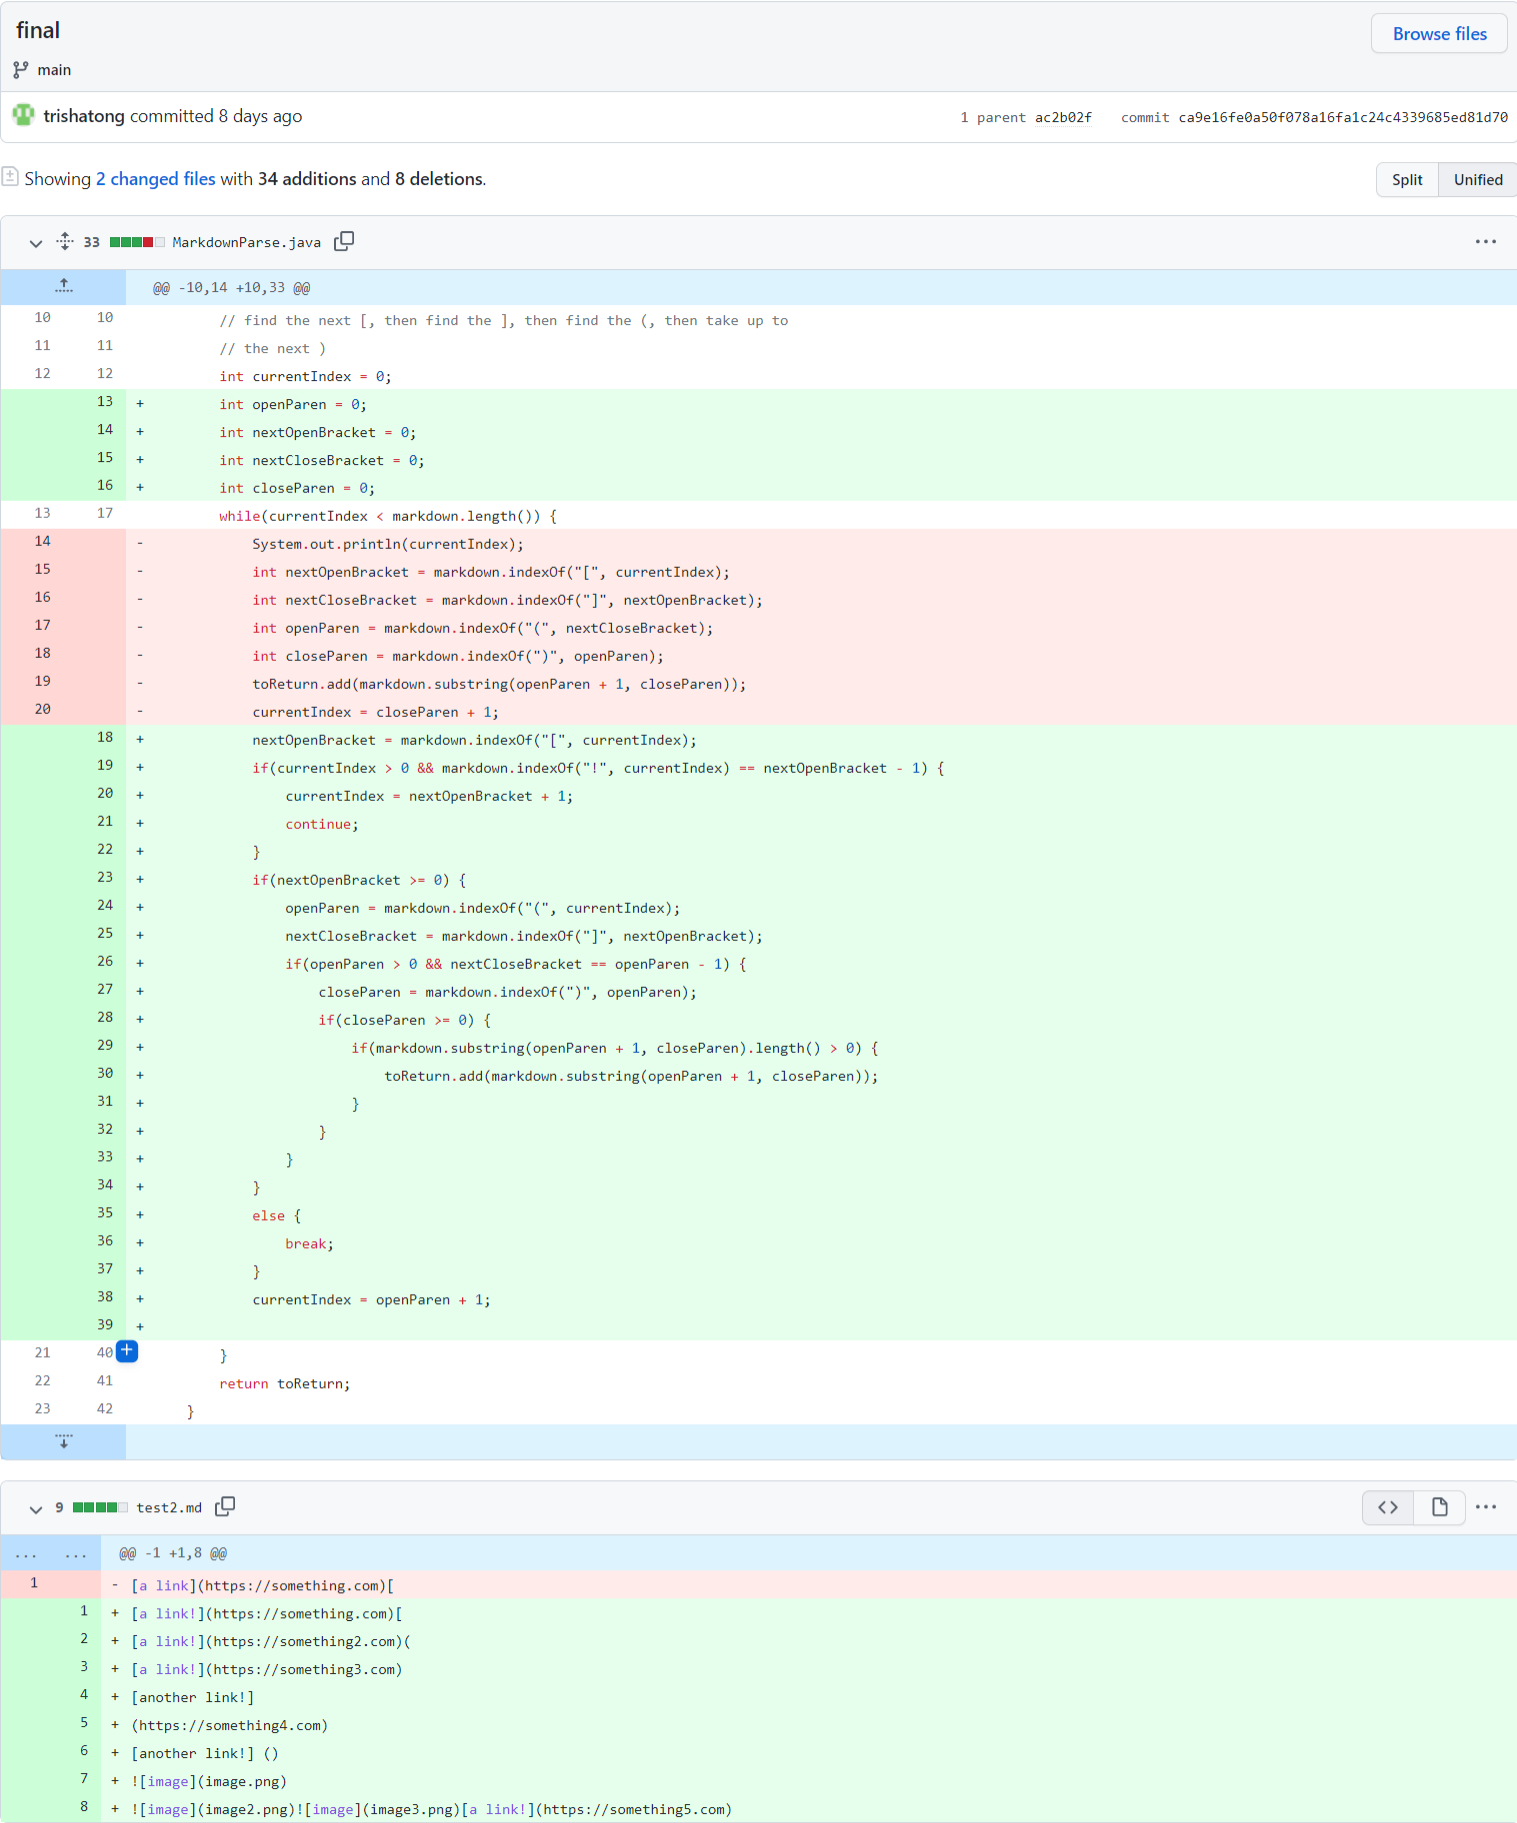 final
Browse files
main
trishatong committed 8 days ago
1 parent ac2b02f commit ca9e16fe0a50f078a16fa1c24c4339685ed81d70
Showing 2 changed files with 34 additions and 8 deletions.
Split Unified
33 MarkdownParse.java
@@ -10,14 +10,33 @@
10 10 // find the next [, then find the ], then find the (, then take up to
11 11 // the next )
12 12 int currentIndex = 0;
13 + int openParen = 0;
14 + int nextOpenBracket = 0;
15 + int nextCloseBracket = 0;
16 + int closeParen = 0;
13 17 while(currentIndex < markdown.length()) {
14 - System.out.println(currentIndex);
15 - int nextOpenBracket = markdown.indexOf("[", currentIndex);
16 - int nextCloseBracket = markdown.indexOf("]", nextOpenBracket);
17 - int openParen = markdown.indexOf("(", nextCloseBracket);
18 - int closeParen = markdown.indexOf(")", openParen);
19 - toReturn.add(markdown.substring(openParen + 1, closeParen));
20 - currentIndex = closeParen + 1;
18 + nextOpenBracket = markdown.indexOf("[", currentIndex);
19 + if(currentIndex > 0 && markdown.indexOf("!", currentIndex) == nextOpenBracket - 1) {
20 + currentIndex = nextOpenBracket + 1;
21 + continue;
22 + }
23 + if(nextOpenBracket >= 0) {
24 + openParen = markdown.indexOf("(", currentIndex);
25 + nextCloseBracket = markdown.indexOf("]", nextOpenBracket);
26 + if(openParen > 0 && nextCloseBracket == openParen - 1) {
27 + closeParen = markdown.indexOf(")", openParen);
28 + if(closeParen >= 0) {
29 + if(markdown.substring(openParen + 1, closeParen).length() > 0) {
30 + toReturn.add(markdown.substring(openParen + 1, closeParen));
31 + }
32 + }
33 + }
34 + }
35 + else {
36 + break;
37 + }
38 + currentIndex = openParen + 1;
39 +
21 40 + }
22 41 return toReturn;
23 42 }
9 test2.md
... ... @@ -1 +1,8 @@
1 - [a link](https://something.com)[
1 + [a link!](https://something.com)[
2 + [a link!](https://something2.com)(
3 + [a link!](https://something3.com)
4 + [another link!]
5 + (https://something4.com)
6 + [another link!] ()
7 + ![image](image.png)
8 + ![image](image2.png)![image](image3.png)[a link!](https://something5.com)